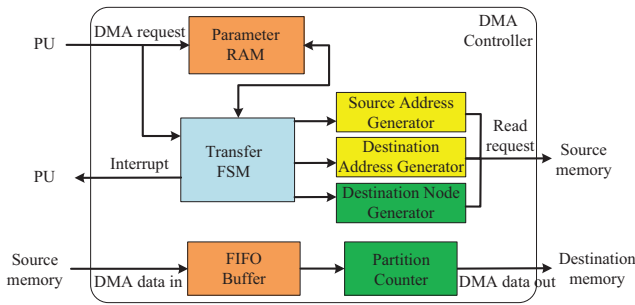 DMA
Controller
PU
DMA request
Parameter
RAM
Source Address
Generator
Transfer
FSM
Destination
Address Generator
Read
request
Source
memory
PU
Interrupt
Destination Node
Generator
Source
memory
DMA data in
FIFO
Buffer
Partition
Counter
DMA data out
Destination
memory